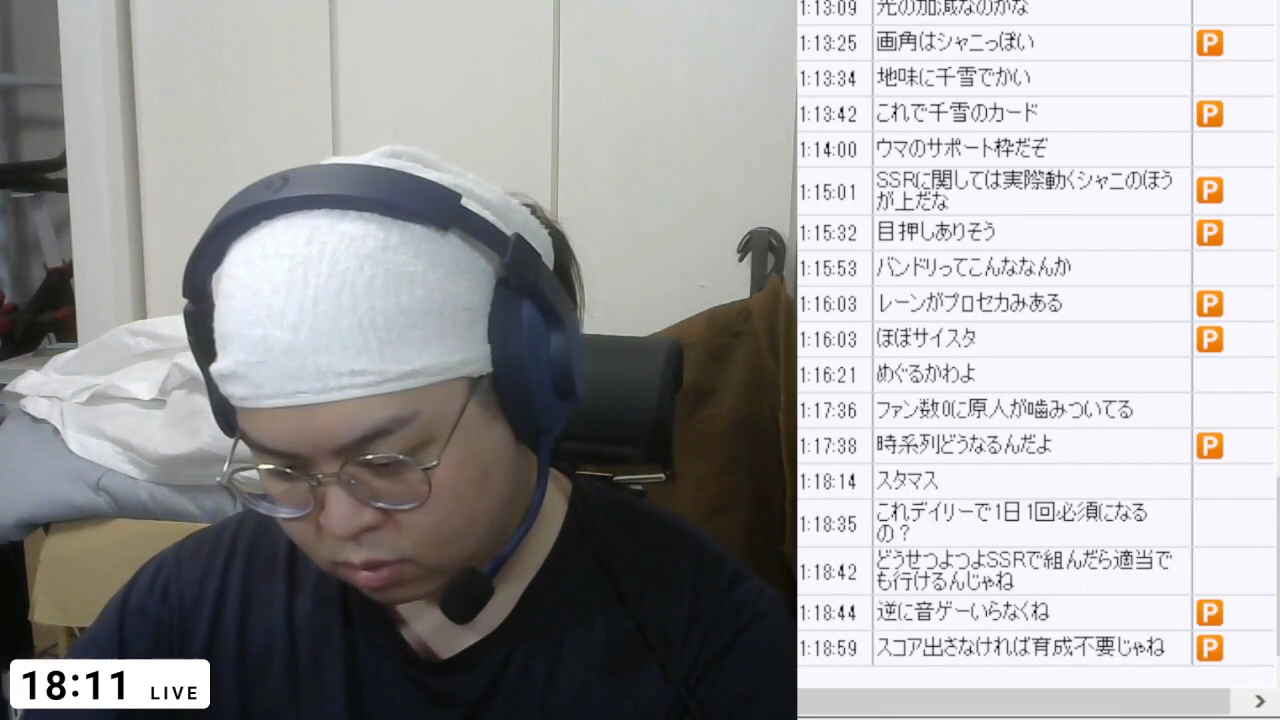 1:13:09 光の加減なのかな
1:13:25 画角はシャニっぽい P
1:13:34 地味に千雪でかい
1:13:42 これで千雪のカード P
1:14:00 ウマのサポート枠だぞ
1:15:01 SSRに関しては実際動くシャニのほう P
が上だな
1:15:32 目押しありそう P
1:15:53 バンドリってこんななんか
1:16:03 レーンがプロセカみある P
1:16:03 ほぼサイスタ P
1:16:21 めぐるかわよ
1:17:36 ファン数0に原人が噛みついてる
1:17:38 時系列どうなるんだよ P
1:18:14 スタマス
1:18:35 これデイリーで1日1回必須になる
の？
1:18:42 どうせつよつよSSRで組んだら適当で
も行けるんじゃね
1:18:44 逆に音ゲーいらなくね P
1:18:59 スコア出さなければ育成不要じゃね P
18:11 LIVE